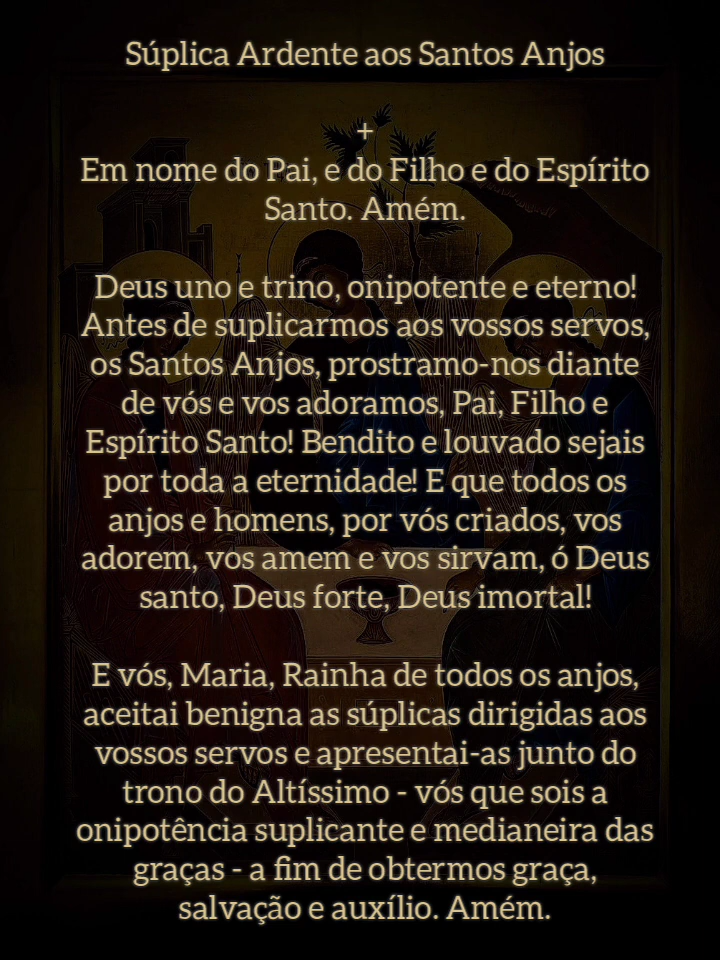 Súplica Ardente aos Santos Anjos
+
Em nome do Pai, e do Filho e do Espírito
Santo. Amém.
Deus uno e trino, onipotente e eterno!
Antes de suplicarmos aos vossos servos,
os Santos Anjos, prostramo-nos diante
de vós e vos adoramos, Pai, Filho e
Espírito Santo! Bendito e louvado sejais
por toda a eternidade! E que todos os
anjos e homens, por vós criados, vos
adorem, vos amem e vos sirvam, ó Deus
santo, Deus forte, Deus imortal!
E vós, Maria, Rainha de todos os anjos,
aceitai benigna as súplicas dirigidas aos
vossos servos e apresentai-as junto do
trono do Altíssimo - vós que sois a
onipotência suplicante e medianeira das
graças - a fim de obtermos graça,
salvação e auxílio. Amém.